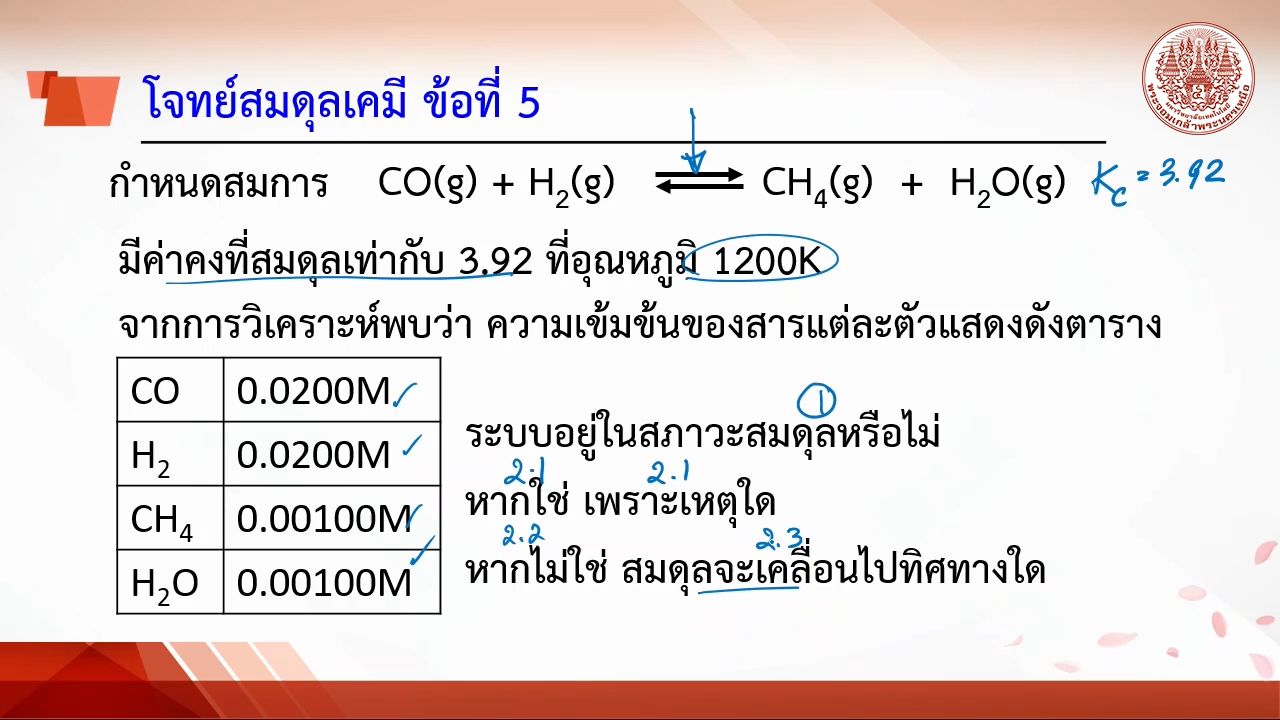 โจทย์สมดุลเคมี ข้อที่ 5
กำหนดสมการ CO(g) + H2(g) ⇌ CH4(g) + H2O(g) Kc = 3.92
มีค่าคงที่สมดุลเท่ากับ 3.92 ที่อุณหภูมิ 1200K
จากการวิเคราะห์พบว่า ความเข้มข้นของสารแต่ละตัวแสดงดังตาราง
CO 0.0200M
H2 0.0200M
CH4 0.00100M
H2O 0.00100M
1
ระบบอยู่ในสภาวะสมดุลหรือไม่
2.1 2.1
หากใช่ เพราะเหตุใด
2.2 2.3
หากไม่ใช่ สมดุลจะเคลื่อนไปทิศทางใด